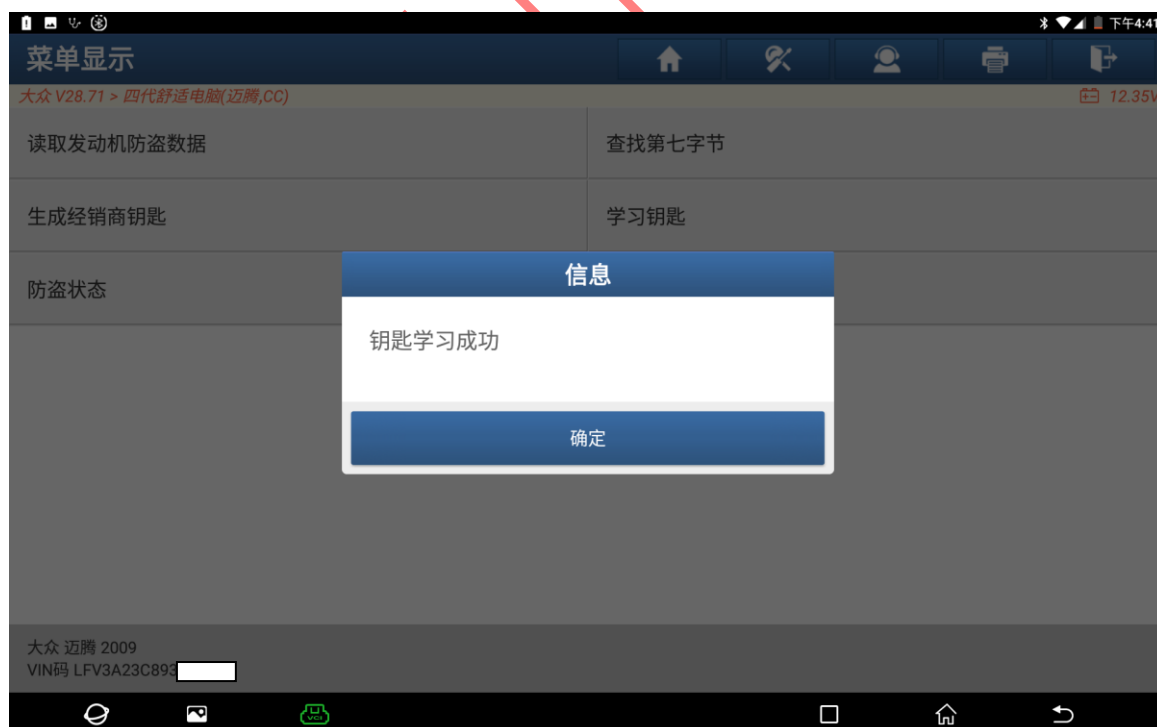 下午4:41
菜单显示
大众 V28.71 > 四代舒适电脑(迈腾,CC)
12.35V
读取发动机防盗数据
查找第七字节
生成经销商钥匙
学习钥匙
防盗状态
信息
钥匙学习成功
确定
大众 迈腾 2009
VIN码 LFV3A23C893
VCI